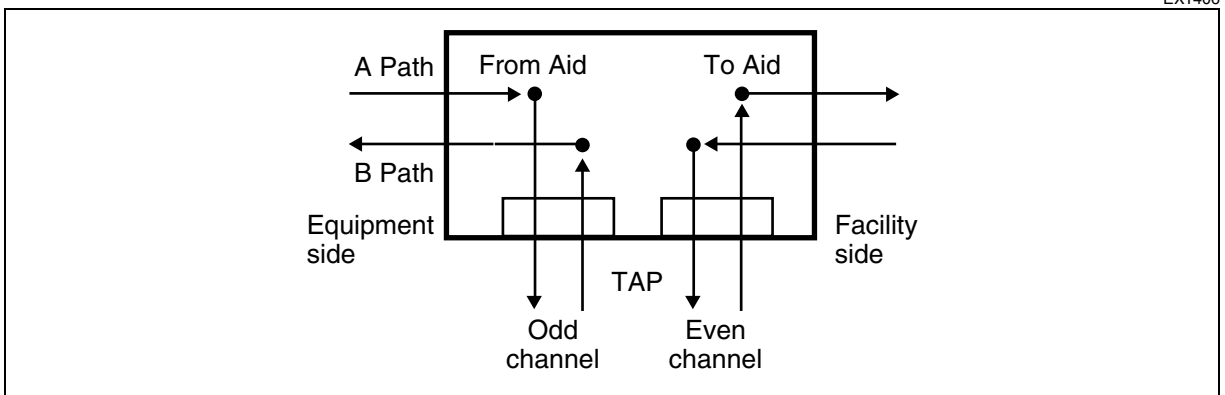 A Path
From Aid
To Aid
B Path
Equipment
side
Facility
side
TAP
Odd
channel
Even
channel